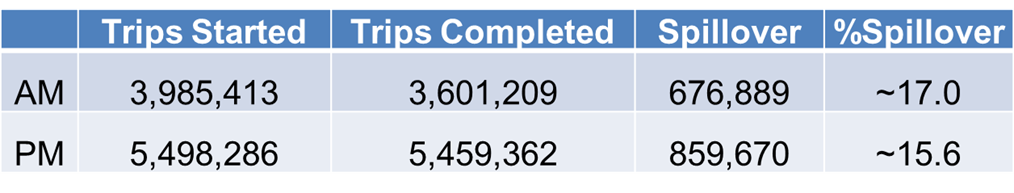 Trips Started Trips Completed Spillover %Spillover
AM 3,985,413 3,601,209 676,889 ~17.0
PM 5,498,286 5,459,362 859,670 ~15.6